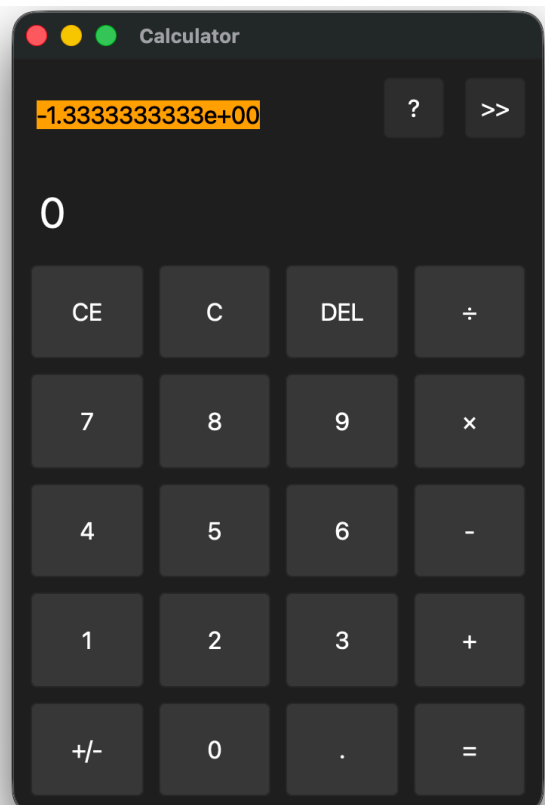 Calculator
-1.3333333333e+00 ? >>
0
CE C DEL ÷
7 8 9 ×
4 5 6 -
1 2 3 +
+/- 0 . =